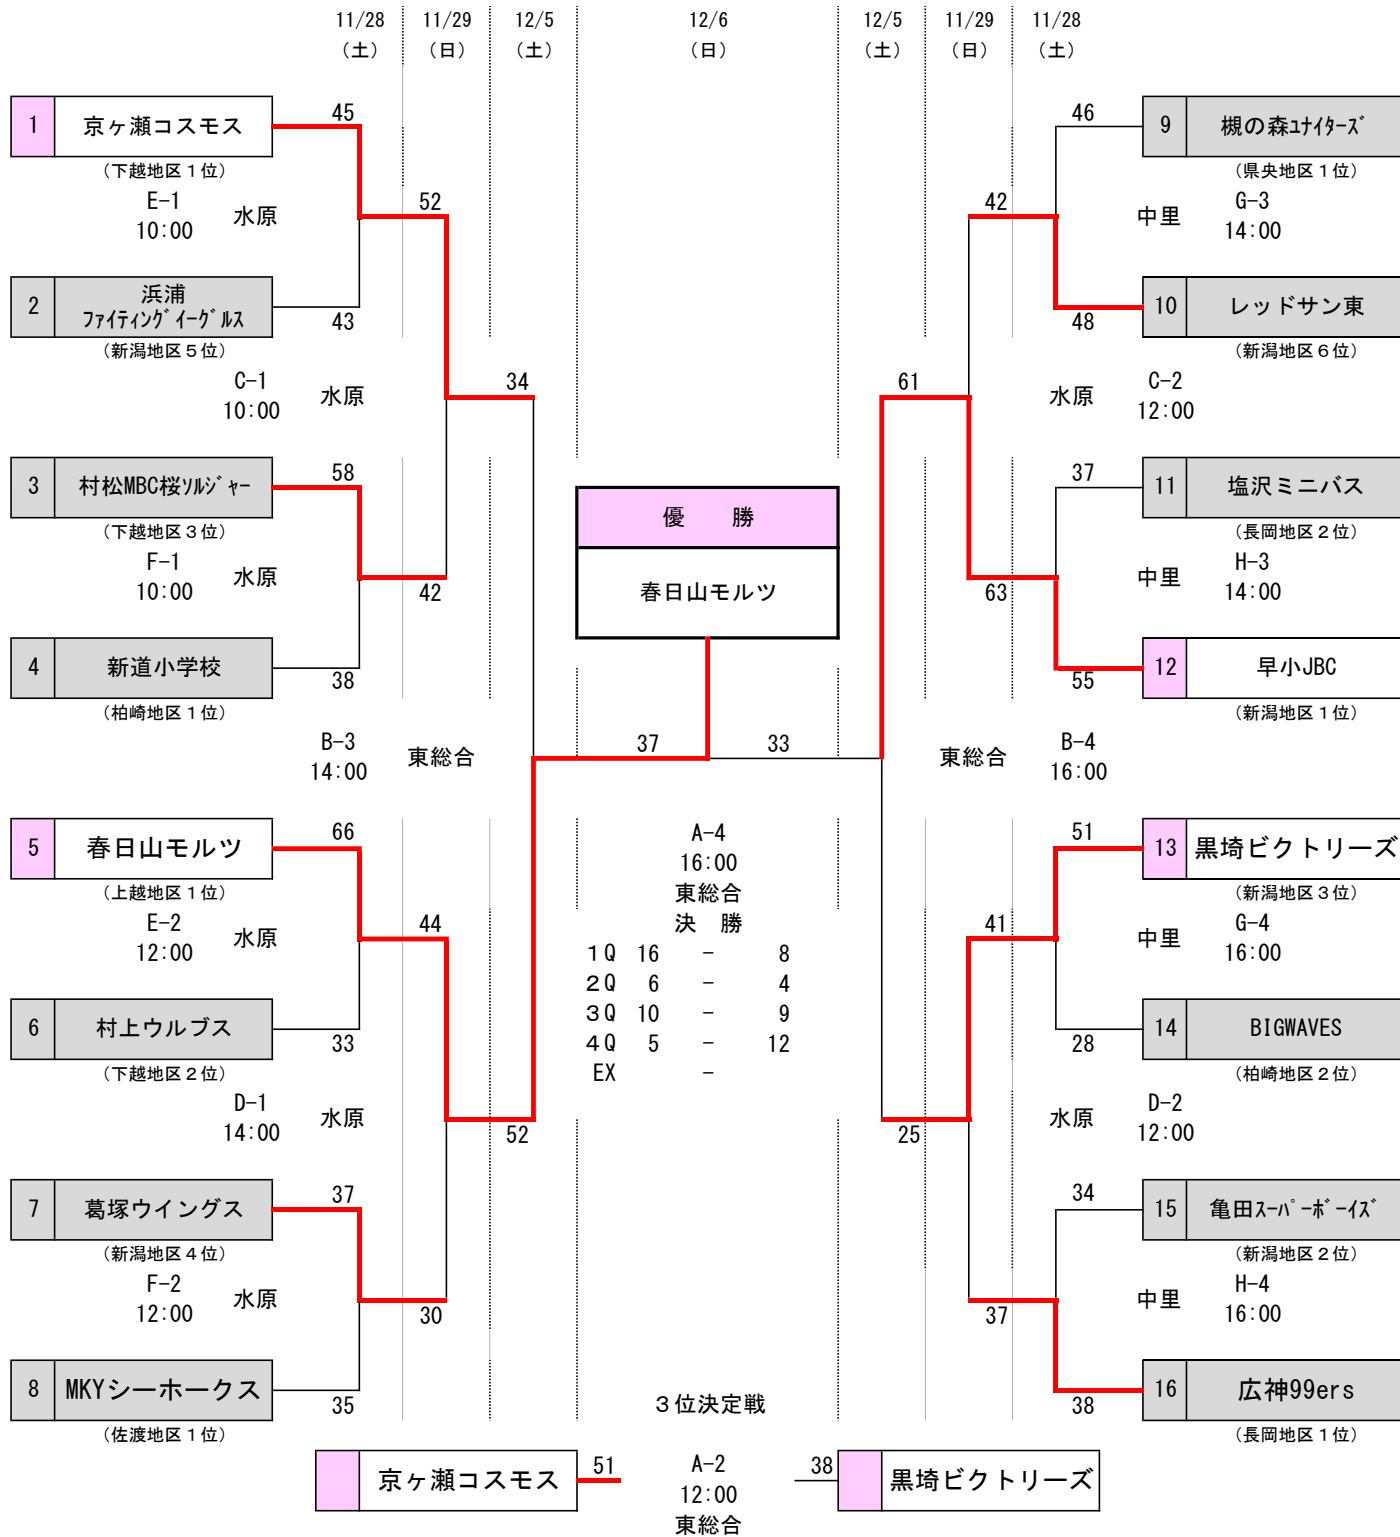 11/28 11/29 12/5 12/6 12/5 11/29 11/28
(土) (日) (土) (日) (土) (日) (土)
45 46
1 京ヶ瀬コスモス 9 槻の森ﾕﾅｲﾀｰｽﾞ
(下越地区1位) (県央地区1位)
E-1 水原 52 42 中里 G-3
10:00 14:00
2 浜浦
ﾌｧｲﾃｨﾝｸﾞｲｰｸﾞﾙｽ 10 レッドサン東
43 48
(新潟地区5位) (新潟地区6位)
C-1 水原 34 61 水原 C-2
10:00 12:00
58 37
3 村松MBC桜ｿﾙｼﾞｬｰ 11 塩沢ミニバス
優 勝
(下越地区3位) (長岡地区2位)
F-1 水原 中里 H-3
10:00 14:00
42 春日山モルツ 63
4 新道小学校 12 早小JBC
38 55
(柏崎地区1位) (新潟地区1位)
B-3 東総合 37 33 東総合 B-4
14:00 16:00
66 A-4 51
5 春日山モルツ 13 黒埼ビクトリーズ
16:00
(上越地区1位) 東総合 (新潟地区3位)
E-2 水原 44 決 勝 41 中里 G-4
12:00 16:00
1Q 16 - 8
2Q 6 - 4
3Q 10 - 9
4Q 5 - 12
EX -
6 村上ウルブス 14 BIGWAVES
33 28
(下越地区2位) (柏崎地区2位)
D-1 水原 水原 D-2
14:00 12:00
52 25
37 34
7 葛塚ウイングス 15 亀田ｽｰﾊﾟｰﾎﾞｰｲｽﾞ
(新潟地区4位) (新潟地区2位)
F-2 水原 中里 H-4
12:00 16:00
30 37
8 MKYシーホークス 16 広神99ers
35 3位決定戦 38
(佐渡地区1位) (長岡地区1位)
京ヶ瀬コスモス 51 A-2 38 黒埼ビクトリーズ
12:00
東総合